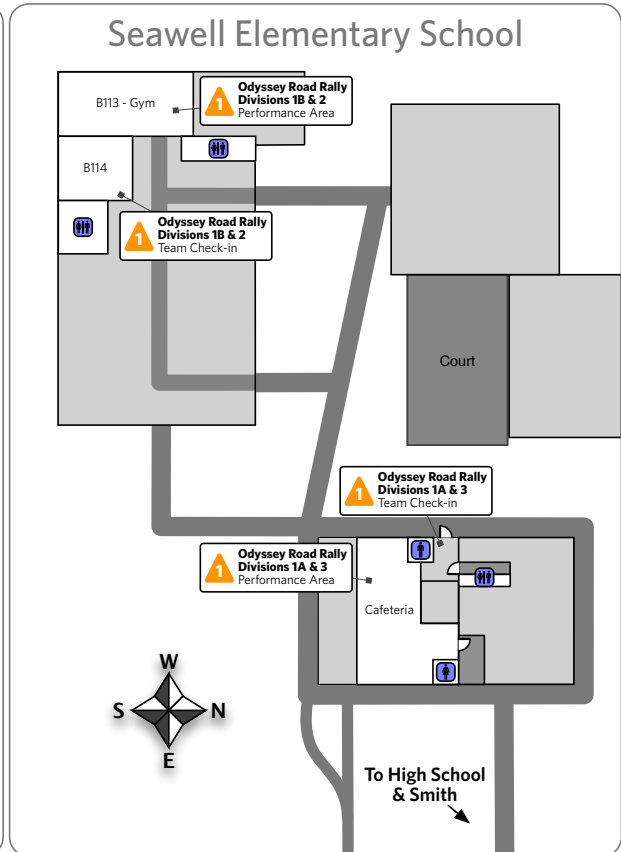 Seawell Elementary School
B113 - Gym
1
Odyssey Road Rally
Divisions 1B & 2
Performance Area
B114
1
Odyssey Road Rally
Divisions 1B & 2
Team Check-in
Court
1
Odyssey Road Rally
Divisions 1A & 3
Team Check-in
1
Odyssey Road Rally
Divisions 1A & 3
Performance Area
Cafeteria
W
S N
E
To High School
& Smith